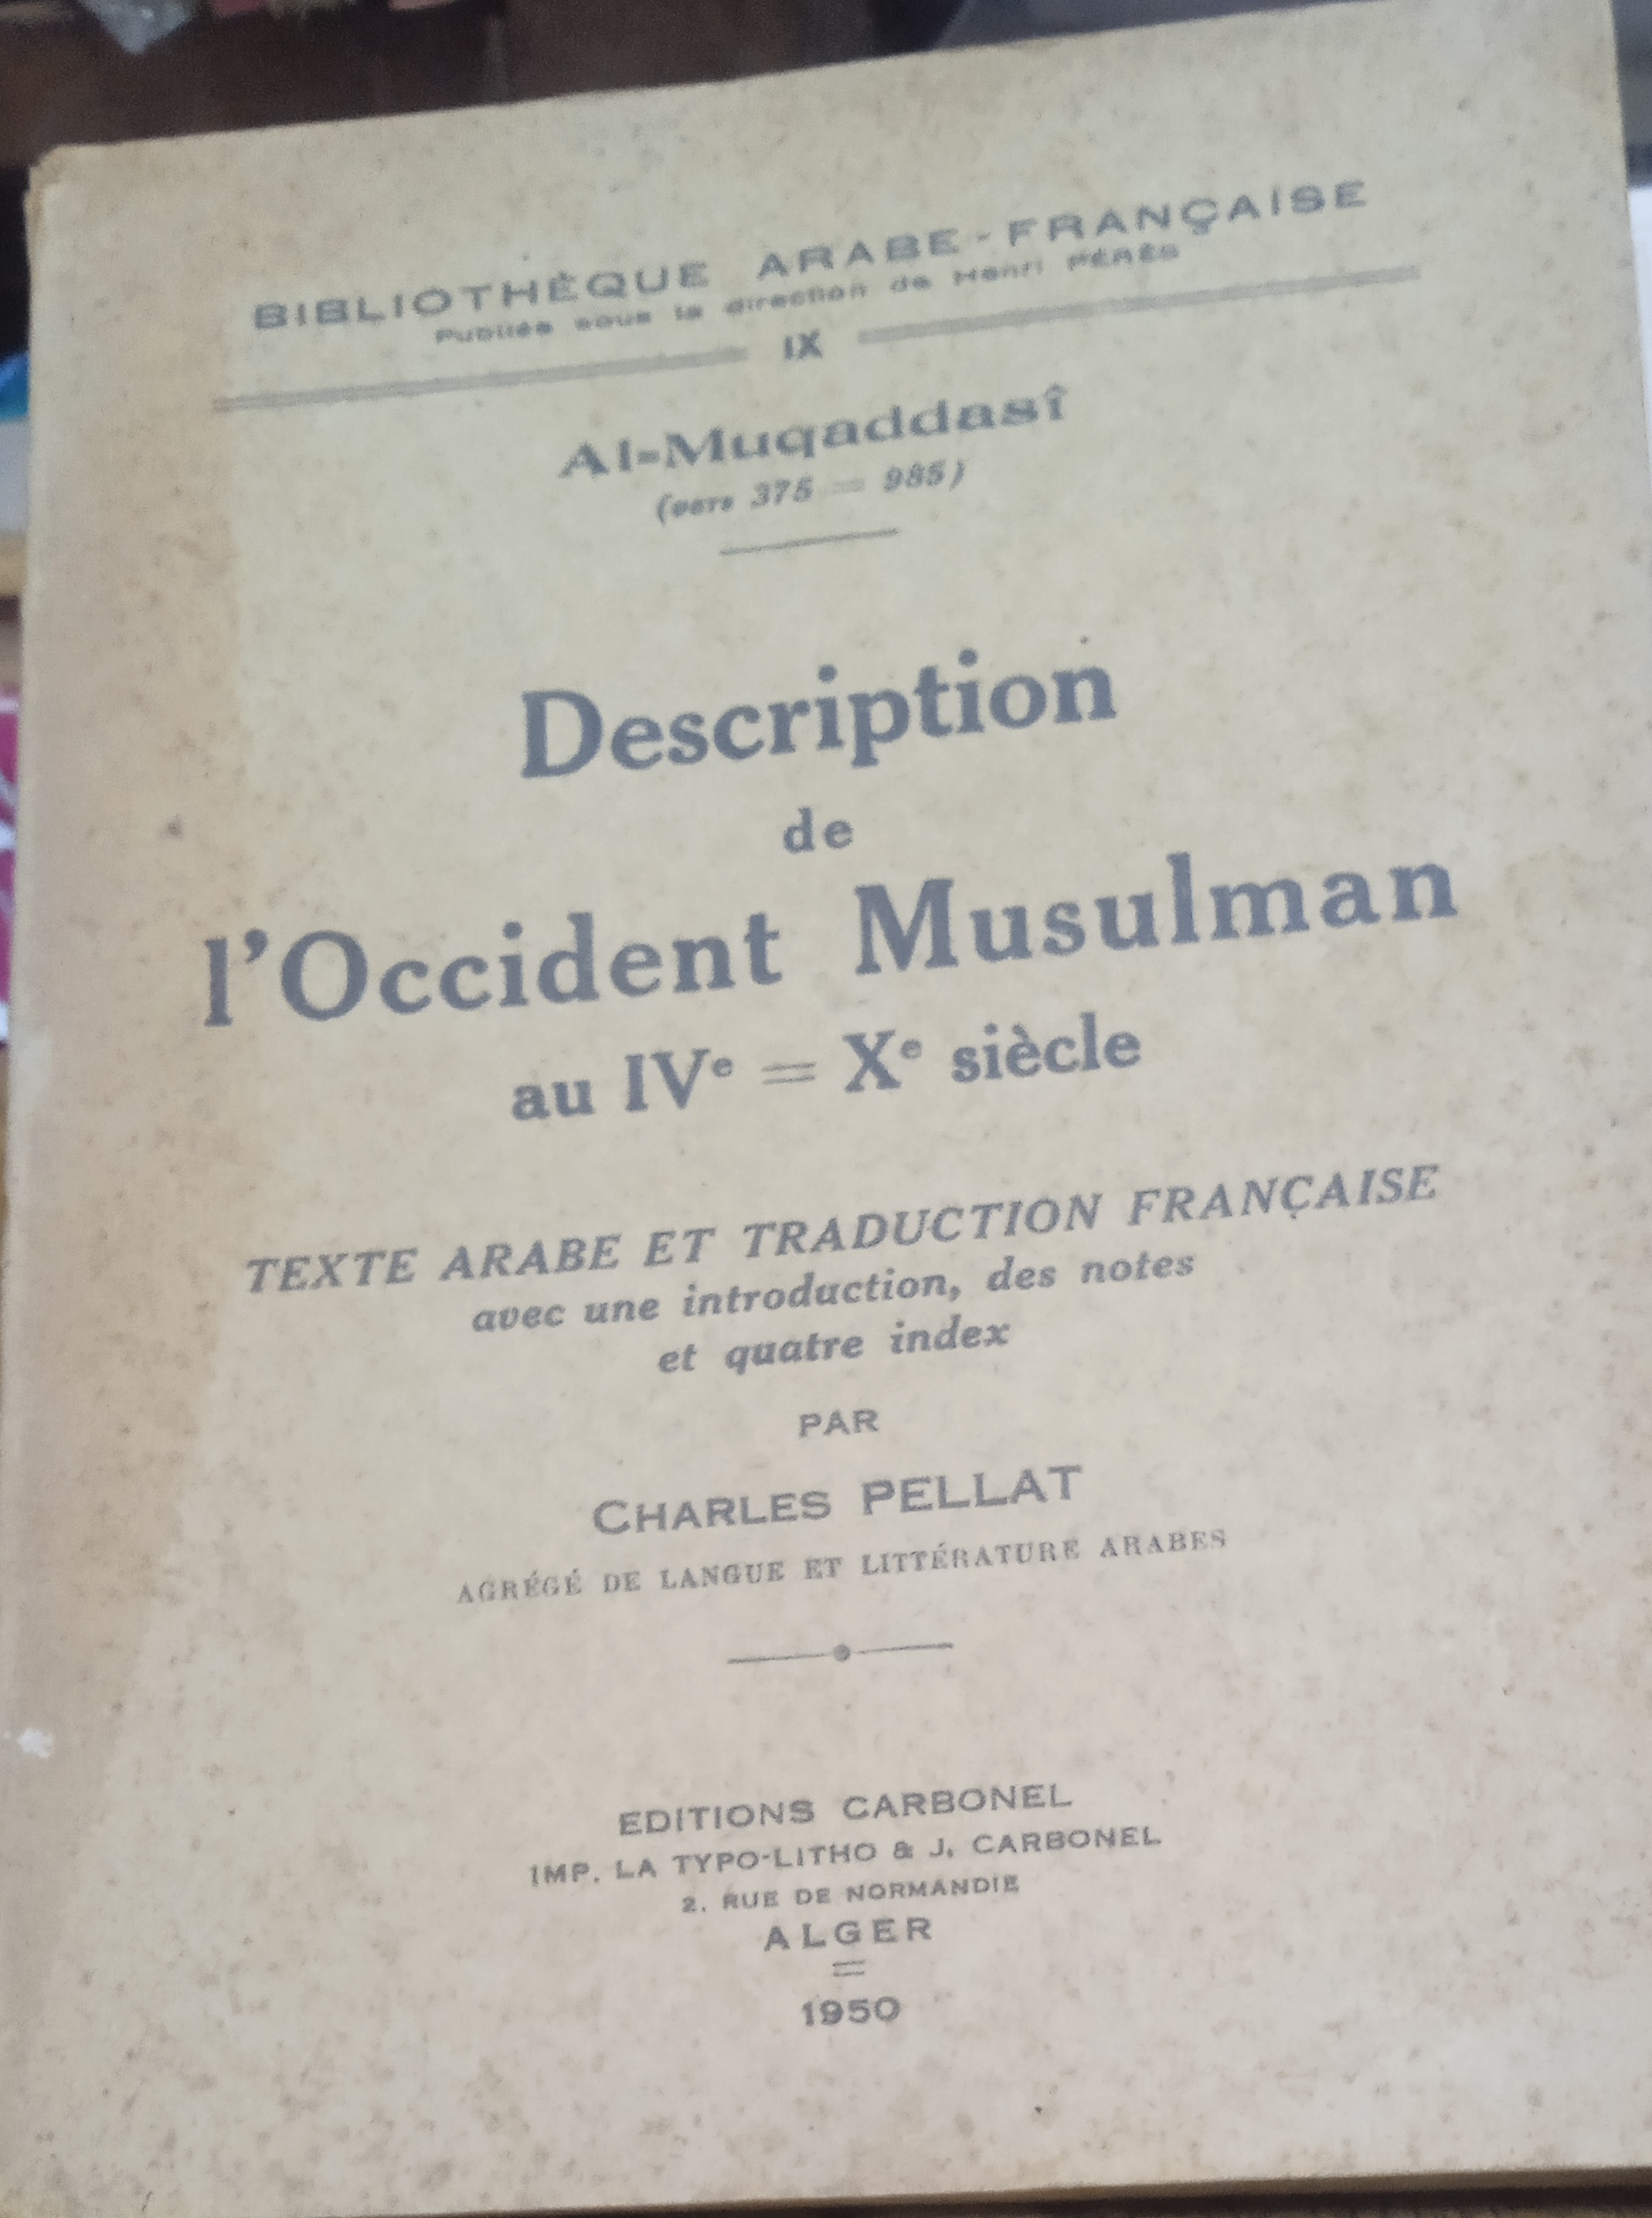 BIBLIOTHÈQUE ARABE-FRANÇAISE
Publiée sous la direction de Henri PÉRÈS
IX
Al-Muqaddasî
(vers 375 = 985)
Description
de
l'Occident Musulman
au IVᵉ = Xᵉ siècle
TEXTE ARABE ET TRADUCTION FRANÇAISE
avec une introduction, des notes
et quatre index
PAR
CHARLES PELLAT
AGRÉGÉ DE LANGUE ET LITTÉRATURE ARABES
EDITIONS CARBONEL
IMP. LA TYPO-LITHO & J. CARBONEL
2, RUE DE NORMANDIE
ALGER
=
1950